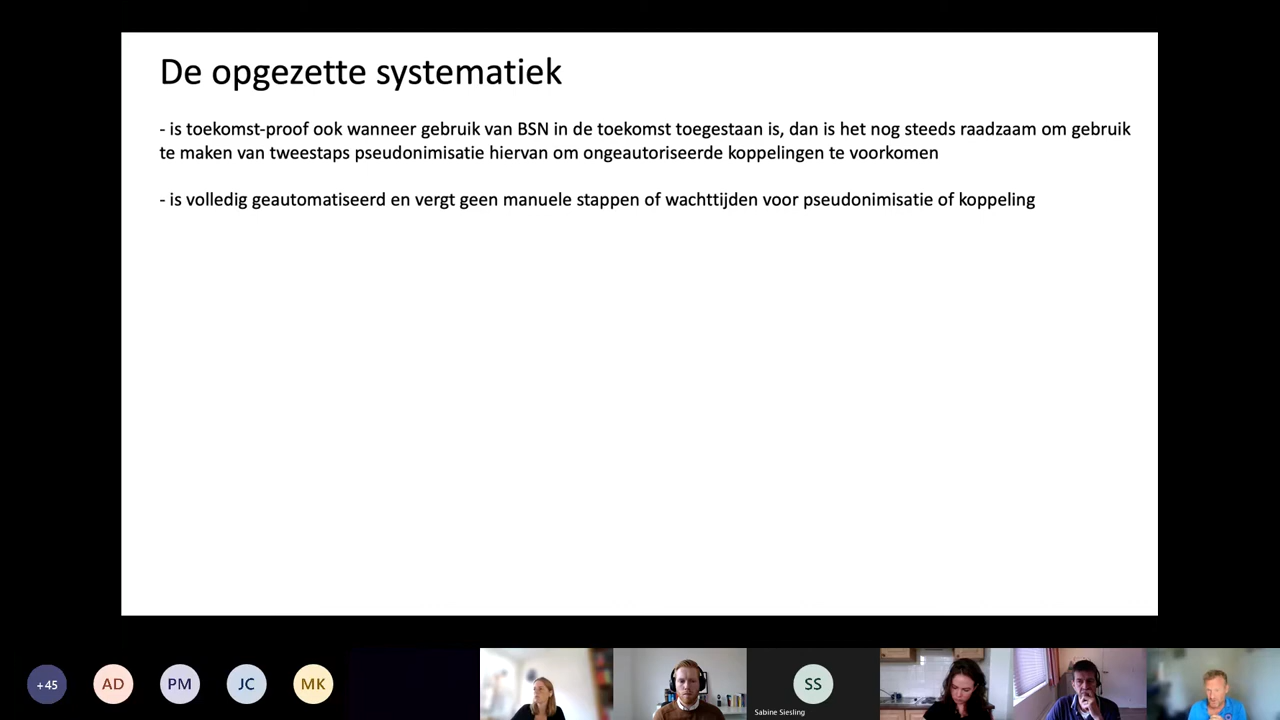 De opgezette systematiek
- is toekomst-proof ook wanneer gebruik van BSN in de toekomst toegestaan is, dan is het nog steeds raadzaam om gebruik
te maken van tweestaps pseudonimisatie hiervan om ongeautoriseerde koppelingen te voorkomen
- is volledig geautomatiseerd en vergt geen manuele stappen of wachttijden voor pseudonimisatie of koppeling
+45
AD
PM
JC
MK
SS
Sabine Siesling